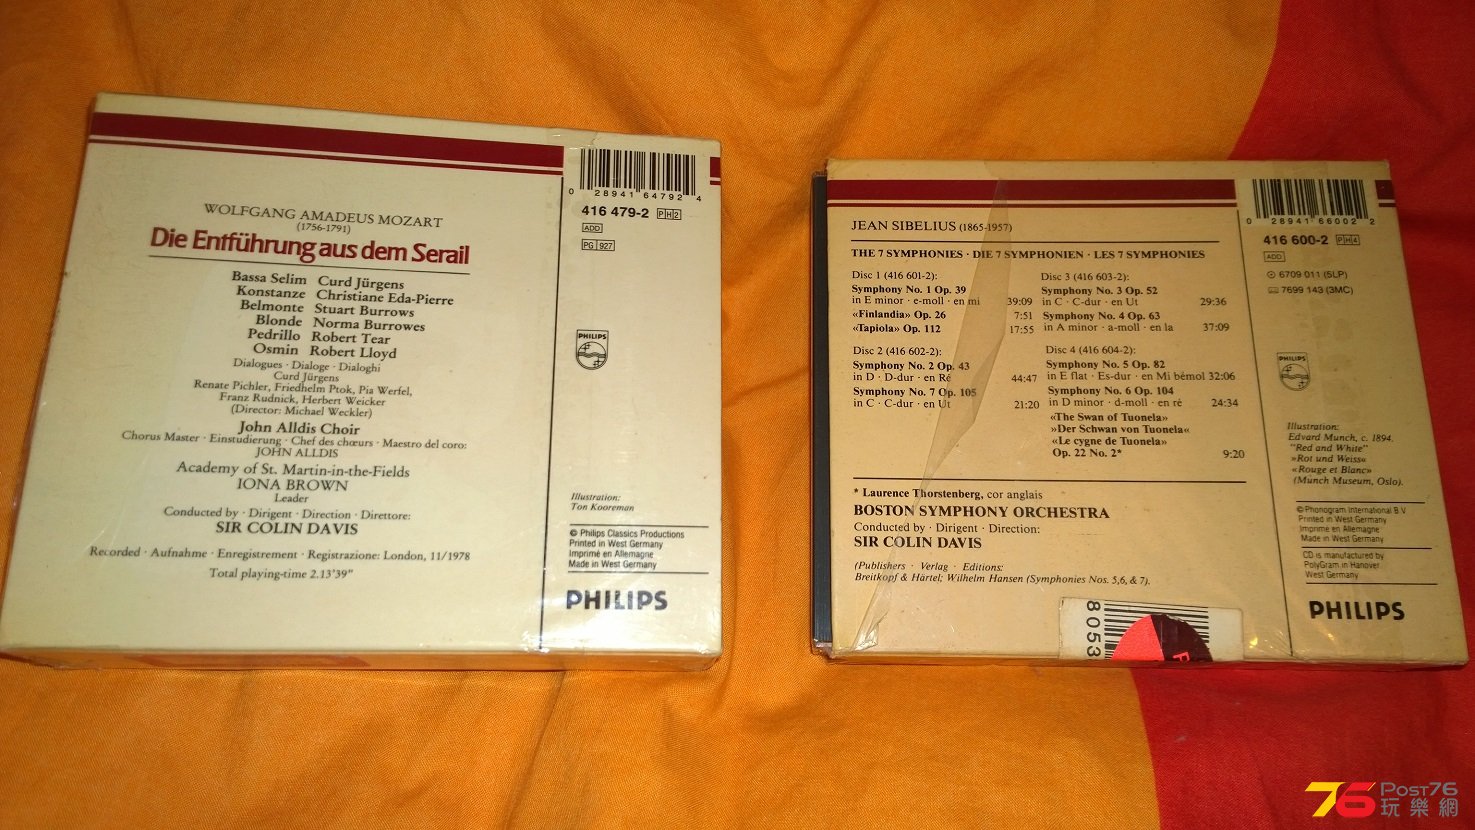 WOLFGANG AMADEUS MOZART
(1756-1791)
Die Entführung aus dem Serail
Bassa Selim Curd Jürgens
Konstanze Christiane Eda-Pierre
Belmonte Stuart Burrows
Blonde Norma Burrowes
Pedrillo Robert Tear
Osmin Robert Lloyd
Dialogues · Dialoge · Dialoghi
Curd Jürgens
Renate Pichler, Friedhelm Ptok, Pia Werfel,
Franz Rudnick, Herbert Weicker
(Director: Michael Weckler)
John Alldis Choir
Chorus Master · Einstudierung · Chef des chœurs · Maestro del coro:
JOHN ALLDIS
Academy of St. Martin-in-the-Fields
IONA BROWN
Leader
Conducted by · Dirigent · Direction · Direttore:
SIR COLIN DAVIS
Recorded · Aufnahme · Enregistrement · Registrazione: London, 11/1978
Total playing-time 2.13'39"
0 28941 64792 4
416 479-2 PH2
ADD
PG 927
PHILIPS
Illustration:
Ton Kooreman
© Philips Classics Productions
Printed in West Germany
Imprimé en Allemagne
Made in West Germany
PHILIPS
JEAN SIBELIUS (1865-1957)
THE 7 SYMPHONIES · DIE 7 SYMPHONIEN · LES 7 SYMPHONIES
Disc 1 (416 601-2):
Symphony No. 1 Op. 39
in E minor · e-moll · en mi 39:09
«Finlandia» Op. 26 7:51
«Tapiola» Op. 112 17:55
Disc 2 (416 602-2):
Symphony No. 2 Op. 43
in D · D-dur · en Ré 44:47
Symphony No. 7 Op. 105
in C · C-dur · en Ut 21:20
Disc 3 (416 603-2):
Symphony No. 3 Op. 52
in C · C-dur · en Ut 29:36
Symphony No. 4 Op. 63
in A minor · a-moll · en la 37:09
Disc 4 (416 604-2):
Symphony No. 5 Op. 82
in E flat · Es-dur · en Mi bémol 32:06
Symphony No. 6 Op. 104
in D minor · d-moll · en ré 24:34
«The Swan of Tuonela»
»Der Schwan von Tuonela«
«Le cygne de Tuonela»
Op. 22 No. 2* 9:20
* Laurence Thorstenberg, cor anglais
BOSTON SYMPHONY ORCHESTRA
Conducted by · Dirigent · Direction:
SIR COLIN DAVIS
(Publishers · Verlag · Editions:
Breitkopf & Härtel; Wilhelm Hansen (Symphonies Nos. 5,6, & 7).
8053
0 28941 66002 2
416 600-2 PH4
ADD
6709 011 (5LP)
7699 143 (3MC)
PHILIPS
Illustration:
Edvard Munch, c. 1894.
"Red and White"
»Rot und Weiss«
«Rouge et Blanc»
(Munch Museum, Oslo).
© Phonogram International B.V.
Printed in West Germany
Imprimé en Allemagne
Made in West Germany
CD is manufactured by
PolyGram in Hanover
West Germany
PHILIPS
76 Post76
玩樂網